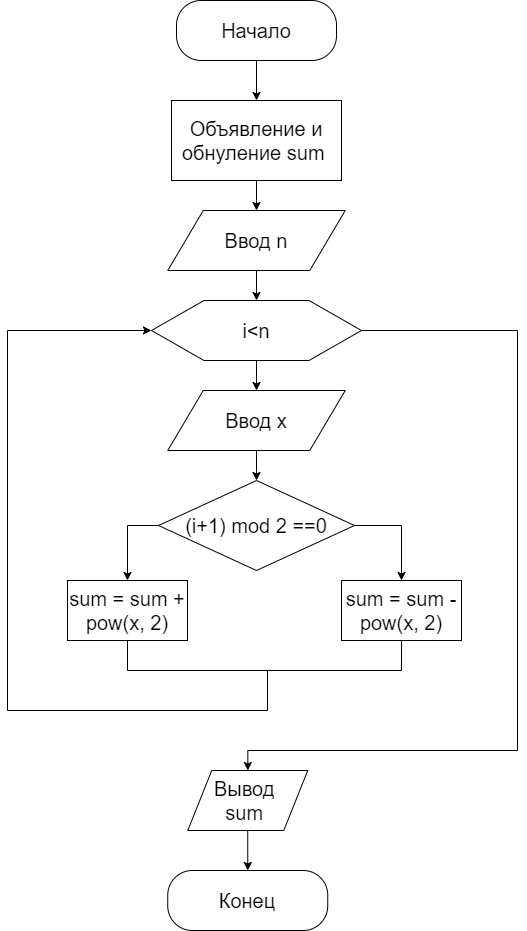 Начало
Объявление и
обнуление sum
Ввод n
i<n
Ввод x
(i+1) mod 2 ==0
sum = sum +
pow(x, 2)
sum = sum -
pow(x, 2)
Вывод
sum
Конец